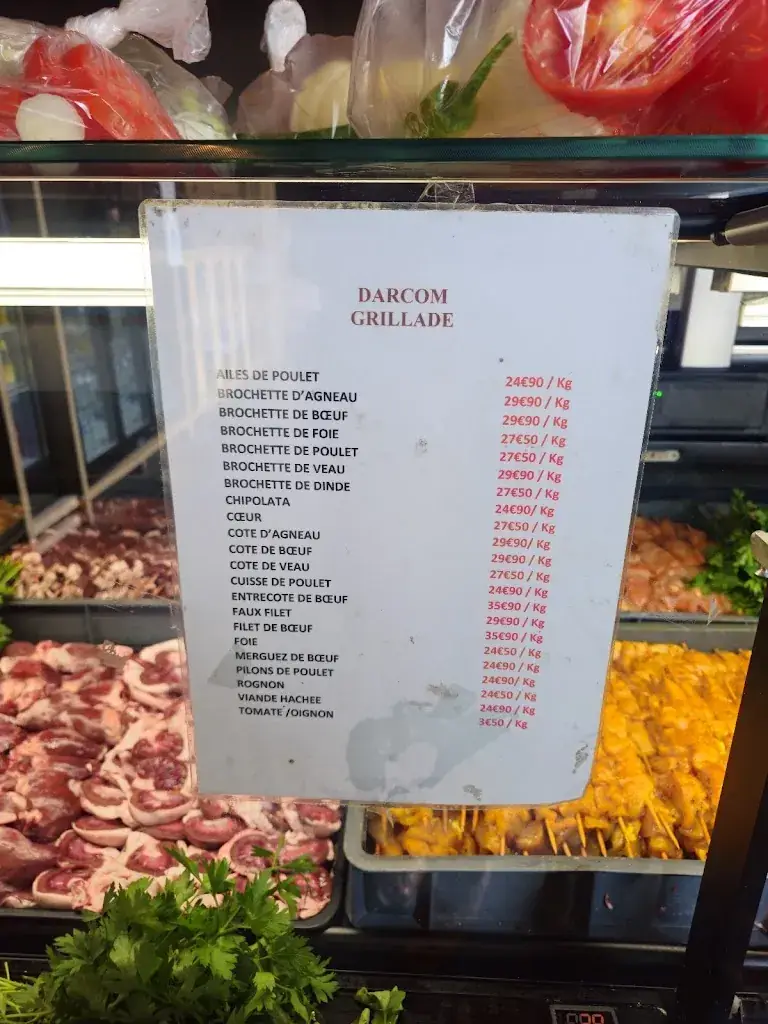 DARCOM
GRILLADE
AILES DE POULET 24€90 / Kg
BROCHETTE D'AGNEAU 29€90 / Kg
BROCHETTE DE BŒUF 29€90 / Kg
BROCHETTE DE FOIE 27€50 / Kg
BROCHETTE DE POULET 27€50 / Kg
BROCHETTE DE VEAU 29€90 / Kg
BROCHETTE DE DINDE 27€50 / Kg
CHIPOLATA 24€90/ Kg
CŒUR 27€50 / Kg
COTE D'AGNEAU 29€90/ Kg
COTE DE BŒUF 29€90 / Kg
COTE DE VEAU 27€50 / Kg
CUISSE DE POULET 24€90 / Kg
ENTRECOTE DE BŒUF 35€90 / Kg
FAUX FILET 29€90 / Kg
FILET DE BŒUF 35€90 / Kg
FOIE 24€50 / Kg
MERGUEZ DE BŒUF 24€90 / Kg
PILONS DE POULET 24€90/ Kg
ROGNON 24€50 / Kg
VIANDE HACHEE 24€90 / Kg
TOMATE /OIGNON 3€50 / Kg